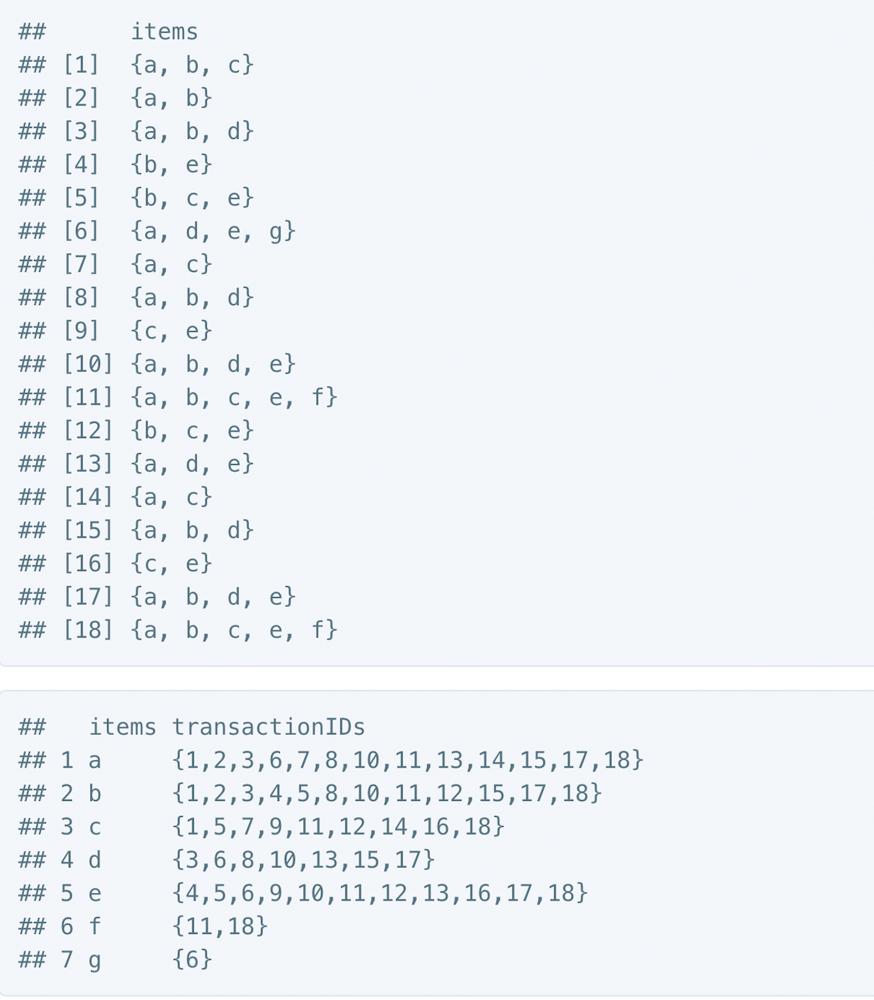 ##      items
## [1]  {a, b, c}
## [2]  {a, b}
## [3]  {a, b, d}
## [4]  {b, e}
## [5]  {b, c, e}
## [6]  {a, d, e, g}
## [7]  {a, c}
## [8]  {a, b, d}
## [9]  {c, e}
## [10] {a, b, d, e}
## [11] {a, b, c, e, f}
## [12] {b, c, e}
## [13] {a, d, e}
## [14] {a, c}
## [15] {a, b, d}
## [16] {c, e}
## [17] {a, b, d, e}
## [18] {a, b, c, e, f}
##   items transactionIDs
## 1 a     {1,2,3,6,7,8,10,11,13,14,15,17,18}
## 2 b     {1,2,3,4,5,8,10,11,12,15,17,18}
## 3 c     {1,5,7,9,11,12,14,16,18}
## 4 d     {3,6,8,10,13,15,17}
## 5 e     {4,5,6,9,10,11,12,13,16,17,18}
## 6 f     {11,18}
## 7 g     {6}